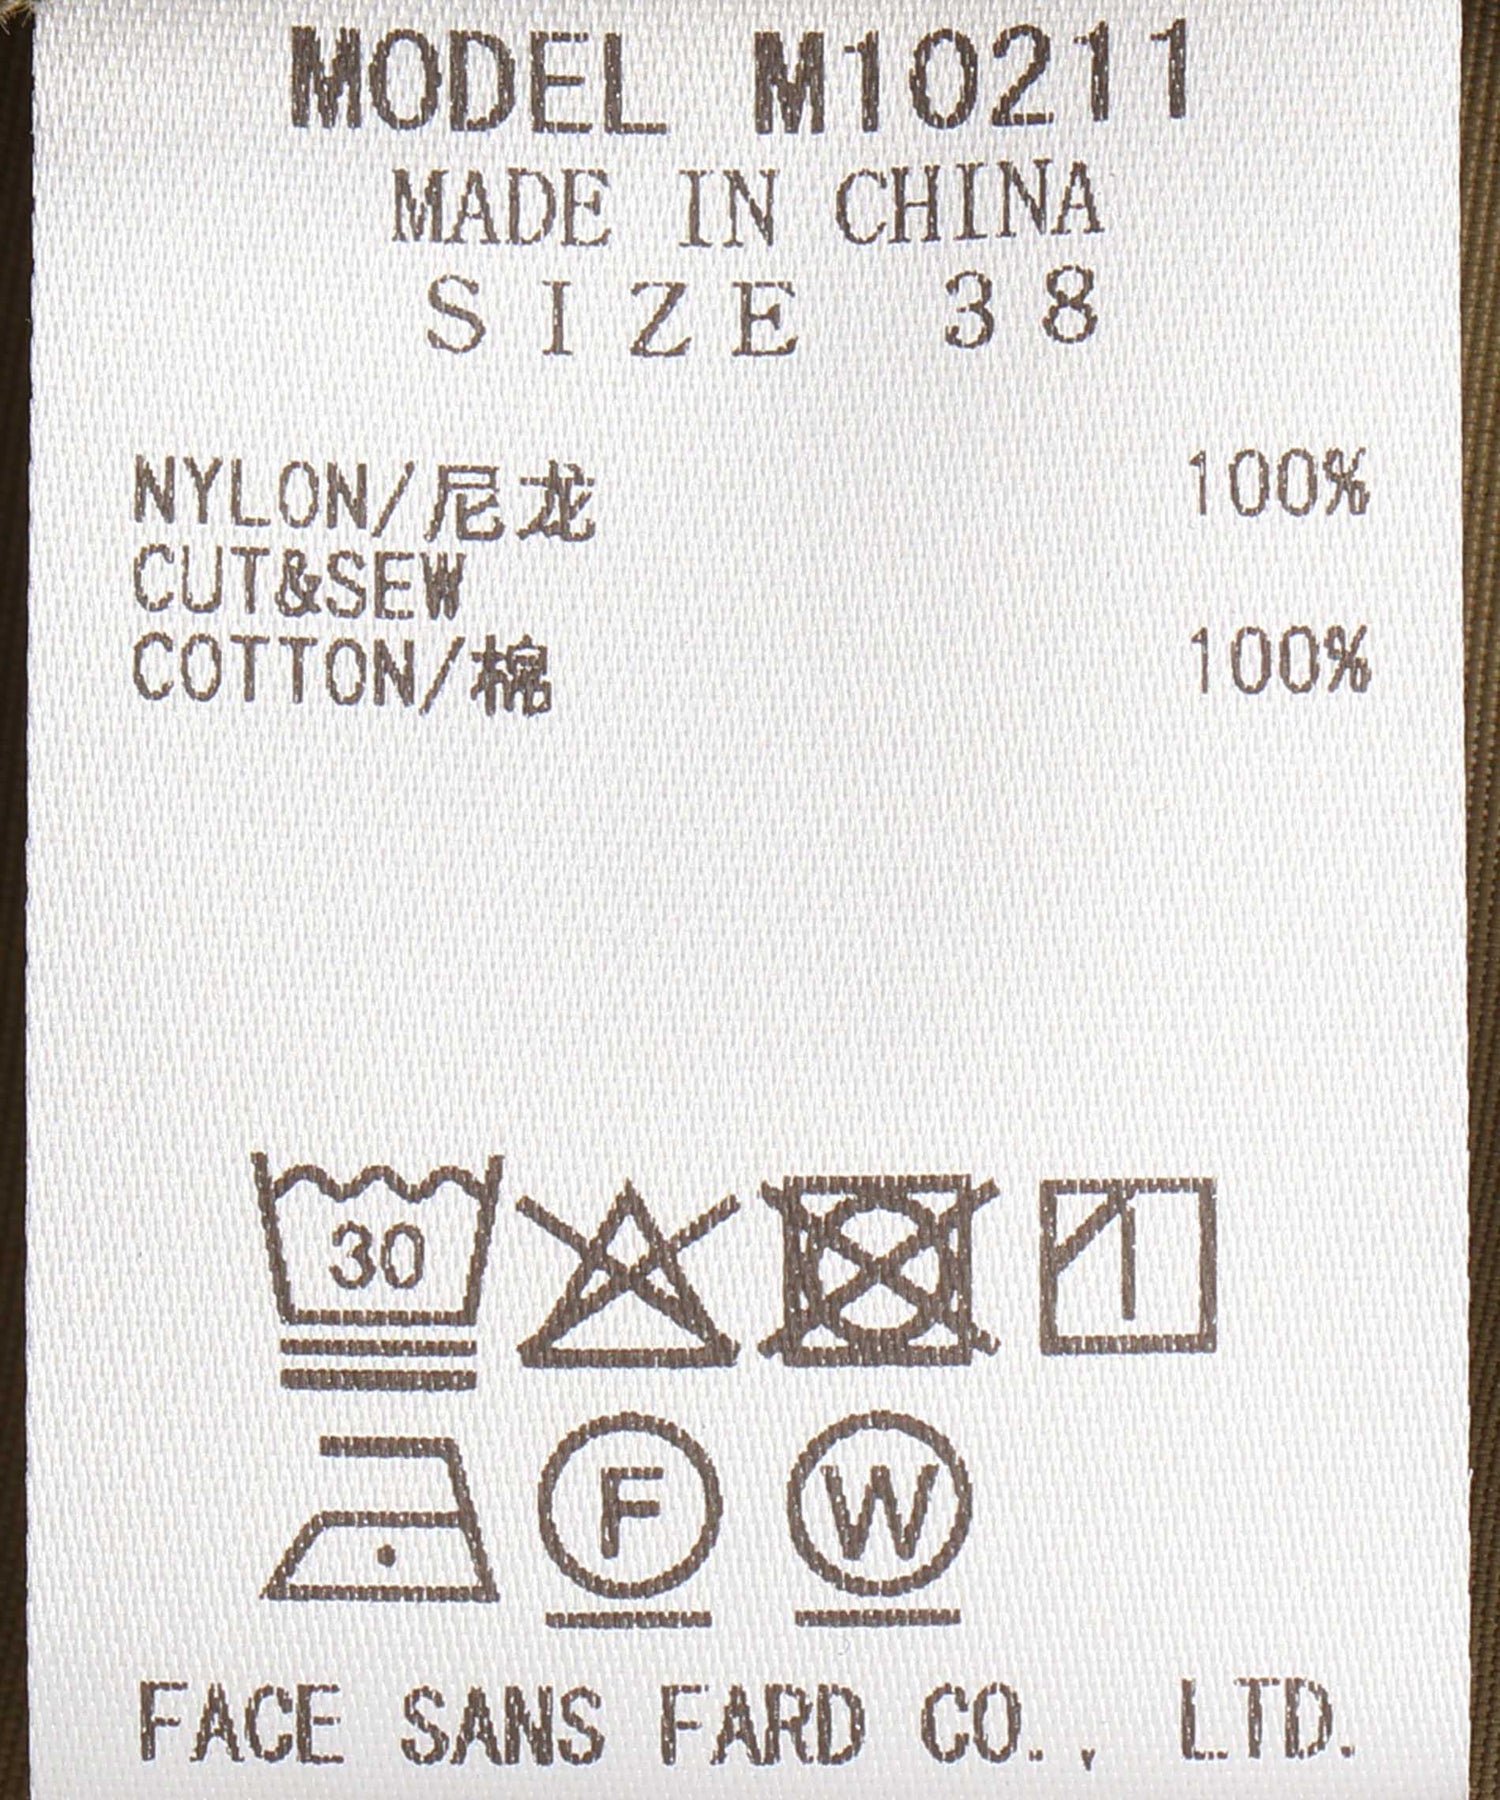 MODEL M10211
MADE IN CHINA
SIZE 38
NYLON/尼龙 100%
CUT&SEW
COTTON/棉 100%
30
F W
FACE SANS FARD CO., LTD.